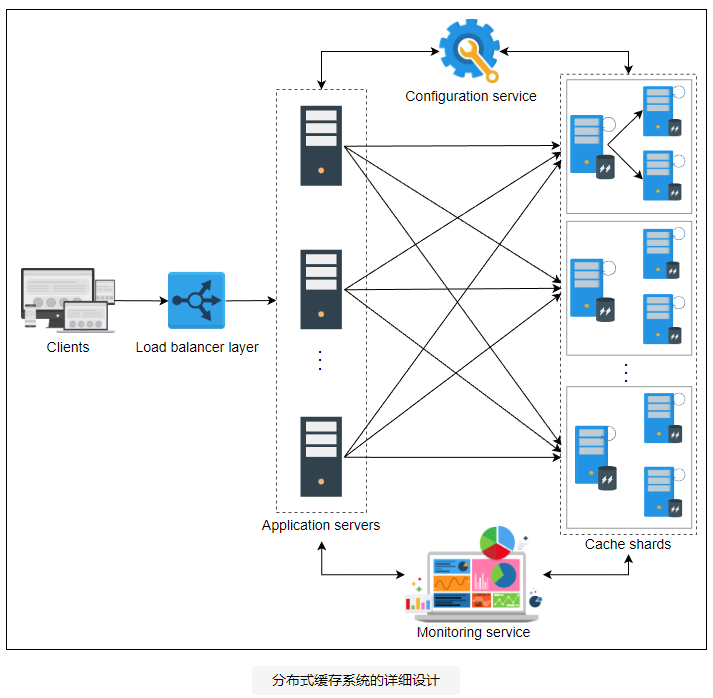 Configuration service
Clients
Load balancer layer
Application servers
Cache shards
Monitoring service
分布式缓存系统的详细设计